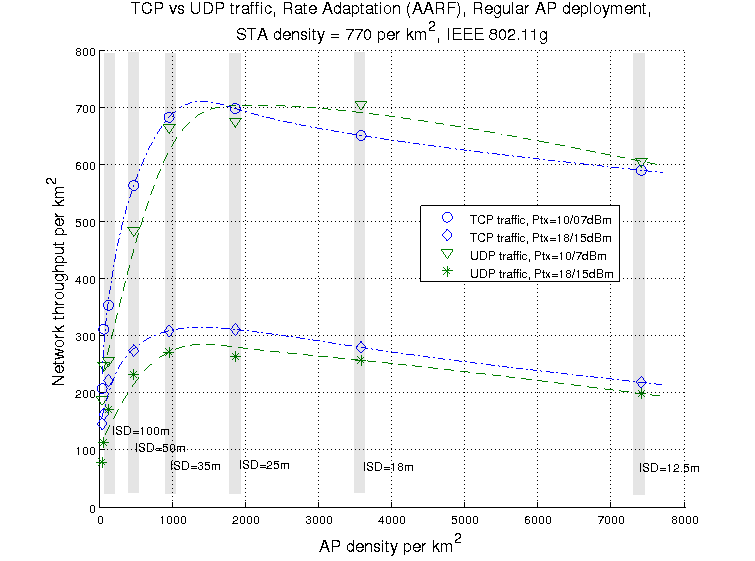 TCP vs UDP traffic, Rate Adaptation (AARF), Regular AP deployment,
STA density = 770 per km², IEEE 802.11g
800
700
600
500
400
300
200
100
0
Network throughput per km²
TCP traffic, Ptx=10/07dBm
TCP traffic, Ptx=18/15dBm
UDP traffic, Ptx=10/7dBm
UDP traffic, Ptx=18/15dBm
ISD=100m
ISD=50m
ISD=35m
ISD=25m
ISD=18m
ISD=12.5m
0 1000 2000 3000 4000 5000 6000 7000 8000
AP density per km²